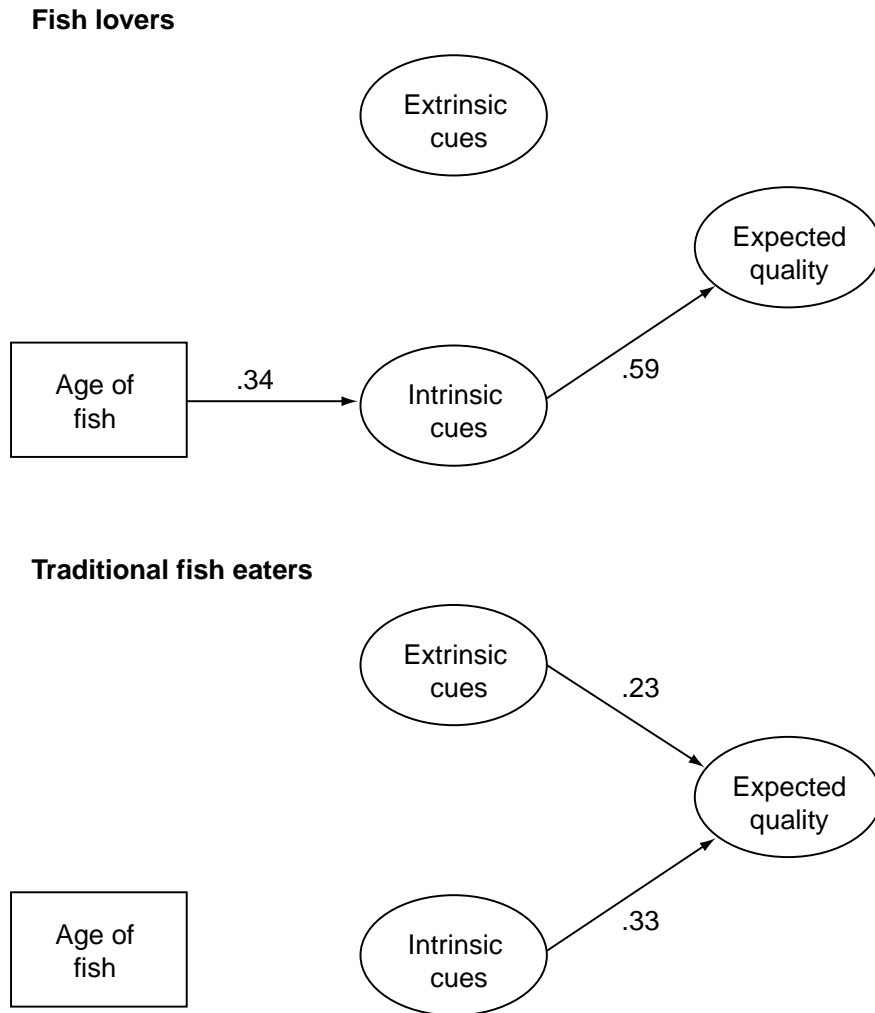 Fish lovers
Extrinsic
cues
Expected
quality
.34
.59
Age of
fish
Intrinsic
cues
Traditional fish eaters
Extrinsic
cues
.23
Expected
quality
.33
Age of
fish
Intrinsic
cues